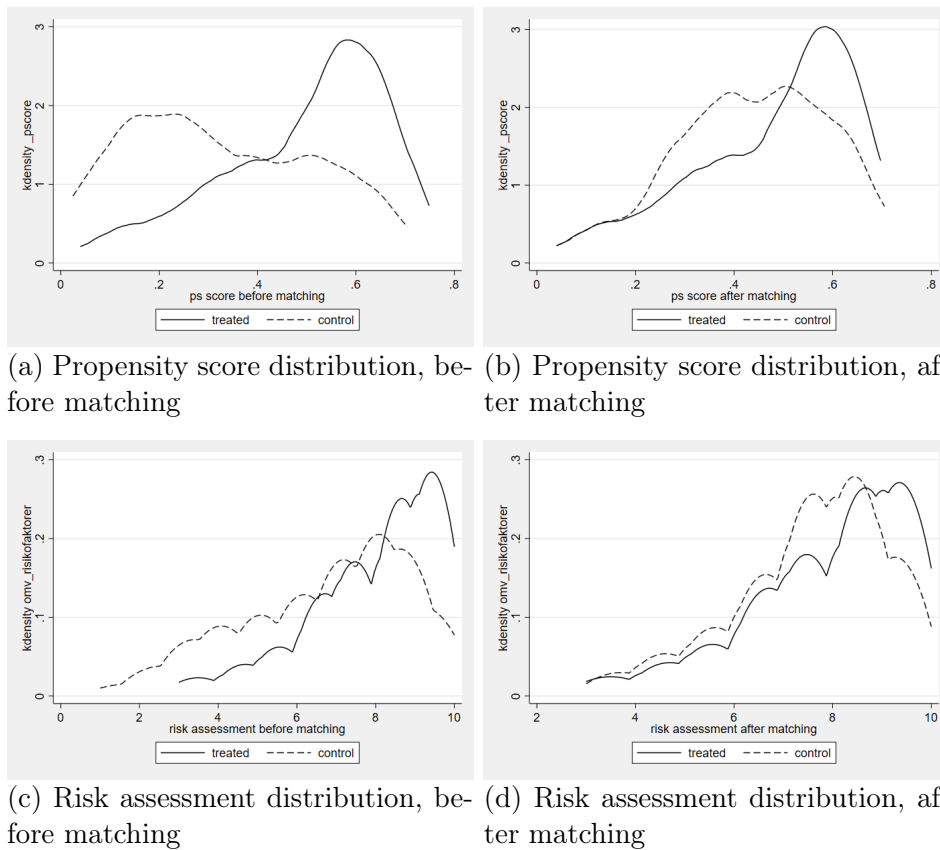 3
2
1
0
kdensity _pscore
0 .2 .4 .6 .8
ps score before matching
treated control
3
2
1
0
kdensity _pscore
0 .2 .4 .6 .8
ps score after matching
treated control
(a) Propensity score distribution, be-
fore matching
(b) Propensity score distribution, af
ter matching
.3
.2
.1
0
kdensity omv_risikofaktorer
0 2 4 6 8 10
risk assessment before matching
treated control
.3
.2
.1
0
kdensity omv_risikofaktorer
2 4 6 8 10
risk assessment after matching
treated control
(c) Risk assessment distribution, be-
fore matching
(d) Risk assessment distribution, af
ter matching